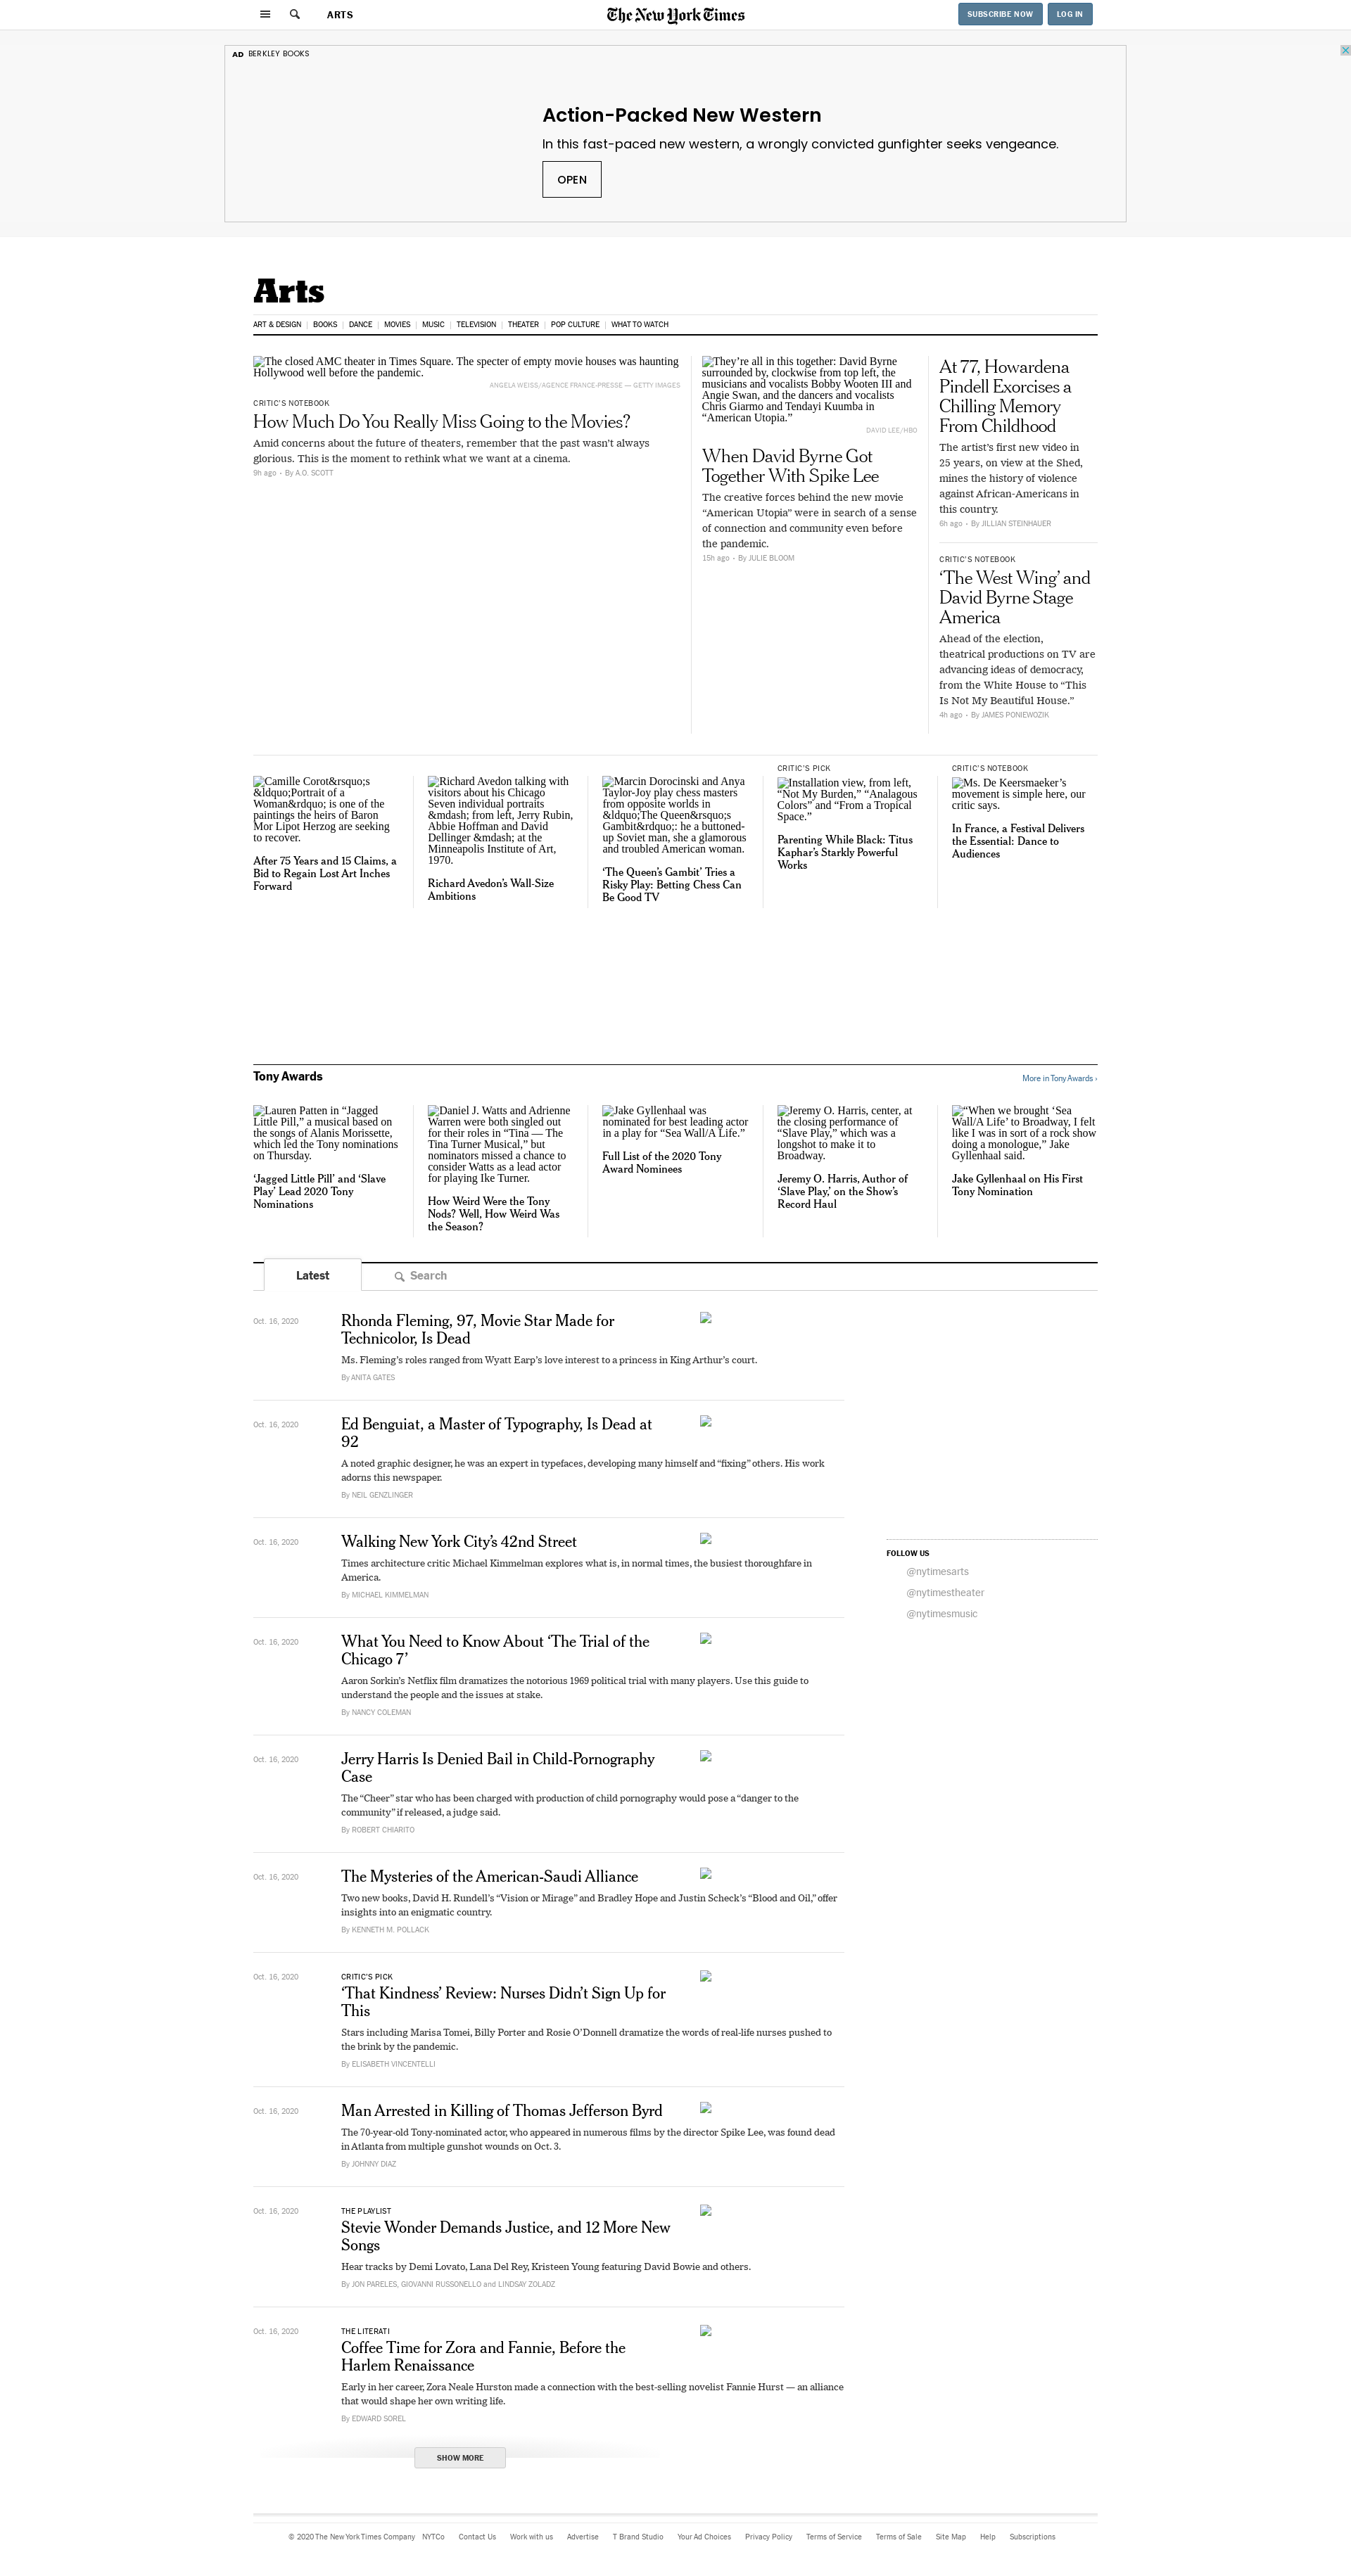 ARTS
The New York Times
SUBSCRIBE NOW
LOG IN
AD BERKLEY BOOKS
Action-Packed New Western
In this fast-paced new western, a wrongly convicted gunfighter seeks vengeance.
OPEN
Arts
ART & DESIGN | BOOKS | DANCE | MOVIES | MUSIC | TELEVISION | THEATER | POP CULTURE | WHAT TO WATCH
The closed AMC theater in Times Square. The specter of empty movie houses was haunting
Hollywood well before the pandemic.
ANGELA WEISS/AGENCE FRANCE-PRESSE — GETTY IMAGES
CRITIC'S NOTEBOOK
How Much Do You Really Miss Going to the Movies?
Amid concerns about the future of theaters, remember that the past wasn't always
glorious. This is the moment to rethink what we want at a cinema.
9h ago • By A.O. SCOTT
They're all in this together: David Byrne
surrounded by, clockwise from top left, the
musicians and vocalists Bobby Wooten III and
Angie Swan, and the dancers and vocalists
Chris Giarmo and Tendayi Kuumba in
“American Utopia.”
DAVID LEE/HBO
When David Byrne Got
Together With Spike Lee
The creative forces behind the new movie
“American Utopia” were in search of a sense
of connection and community even before
the pandemic.
15h ago • By JULIE BLOOM
At 77, Howardena
Pindell Exorcises a
Chilling Memory
From Childhood
The artist's first new video in
25 years, on view at the Shed,
mines the history of violence
against African-Americans in
this country.
6h ago • By JILLIAN STEINHAUER
CRITIC'S NOTEBOOK
‘The West Wing’ and
David Byrne Stage
America
Ahead of the election,
theatrical productions on TV are
advancing ideas of democracy,
from the White House to “This
Is Not My Beautiful House.”
4h ago • By JAMES PONIEWOZIK
Camille Corot&rsquo;s
&ldquo;Portrait of a
Woman&rdquo; is one of the
paintings the heirs of Baron
Mor Lipot Herzog are seeking
to recover.
After 75 Years and 15 Claims, a
Bid to Regain Lost Art Inches
Forward
Richard Avedon talking with
visitors about his Chicago
Seven individual portraits
&mdash; from left, Jerry Rubin,
Abbie Hoffman and David
Dellinger &mdash; at the
Minneapolis Institute of Art,
1970.
Richard Avedon's Wall-Size
Ambitions
Marcin Dorocinski and Anya
Taylor-Joy play chess masters
from opposite worlds in
&ldquo;The Queen&rsquo;s
Gambit&rdquo;: he a buttoned-
up Soviet man, she a glamorous
and troubled American woman.
‘The Queen's Gambit’ Tries a
Risky Play: Betting Chess Can
Be Good TV
CRITIC'S PICK
Installation view, from left,
“Not My Burden,” “Analagous
Colors” and “From a Tropical
Space.”
Parenting While Black: Titus
Kaphar's Starkly Powerful
Works
CRITIC'S NOTEBOOK
Ms. De Keersmaeker's
movement is simple here, our
critic says.
In France, a Festival Delivers
the Essential: Dance to
Audiences
Tony Awards
More in Tony Awards ›
Lauren Patten in “Jagged
Little Pill,” a musical based on
the songs of Alanis Morissette,
which led the Tony nominations
on Thursday.
‘Jagged Little Pill’ and ‘Slave
Play’ Lead 2020 Tony
Nominations
Daniel J. Watts and Adrienne
Warren were both singled out
for their roles in “Tina — The
Tina Turner Musical,” but
nominators missed a chance to
consider Watts as a lead actor
for playing Ike Turner.
How Weird Were the Tony
Nods? Well, How Weird Was
the Season?
Jake Gyllenhaal was
nominated for best leading actor
in a play for “Sea Wall/A Life.”
Full List of the 2020 Tony
Award Nominees
Jeremy O. Harris, center, at
the closing performance of
“Slave Play,” which was a
longshot to make it to
Broadway.
Jeremy O. Harris, Author of
‘Slave Play,’ on the Show's
Record Haul
“When we brought ‘Sea
Wall/A Life’ to Broadway, I felt
like I was in sort of a rock show
doing a monologue,” Jake
Gyllenhaal said.
Jake Gyllenhaal on His First
Tony Nomination
Latest
Search
Oct. 16, 2020
Rhonda Fleming, 97, Movie Star Made for
Technicolor, Is Dead
Ms. Fleming's roles ranged from Wyatt Earp's love interest to a princess in King Arthur's court.
By ANITA GATES
Oct. 16, 2020
Ed Benguiat, a Master of Typography, Is Dead at
92
A noted graphic designer, he was an expert in typefaces, developing many himself and “fixing” others. His work
adorns this newspaper.
By NEIL GENZLINGER
Oct. 16, 2020
Walking New York City's 42nd Street
Times architecture critic Michael Kimmelman explores what is, in normal times, the busiest thoroughfare in
America.
By MICHAEL KIMMELMAN
FOLLOW US
@nytimesarts
@nytimestheater
@nytimesmusic
Oct. 16, 2020
What You Need to Know About ‘The Trial of the
Chicago 7’
Aaron Sorkin's Netflix film dramatizes the notorious 1969 political trial with many players. Use this guide to
understand the people and the issues at stake.
By NANCY COLEMAN
Oct. 16, 2020
Jerry Harris Is Denied Bail in Child-Pornography
Case
The “Cheer” star who has been charged with production of child pornography would pose a “danger to the
community” if released, a judge said.
By ROBERT CHIARITO
Oct. 16, 2020
The Mysteries of the American-Saudi Alliance
Two new books, David H. Rundell's “Vision or Mirage” and Bradley Hope and Justin Scheck's “Blood and Oil,” offer
insights into an enigmatic country.
By KENNETH M. POLLACK
Oct. 16, 2020
CRITIC'S PICK
‘That Kindness’ Review: Nurses Didn't Sign Up for
This
Stars including Marisa Tomei, Billy Porter and Rosie O'Donnell dramatize the words of real-life nurses pushed to
the brink by the pandemic.
By ELISABETH VINCENTELLI
Oct. 16, 2020
Man Arrested in Killing of Thomas Jefferson Byrd
The 70-year-old Tony-nominated actor, who appeared in numerous films by the director Spike Lee, was found dead
in Atlanta from multiple gunshot wounds on Oct. 3.
By JOHNNY DIAZ
Oct. 16, 2020
THE PLAYLIST
Stevie Wonder Demands Justice, and 12 More New
Songs
Hear tracks by Demi Lovato, Lana Del Rey, Kristeen Young featuring David Bowie and others.
By JON PARELES, GIOVANNI RUSSONELLO and LINDSAY ZOLADZ
Oct. 16, 2020
THE LITERATI
Coffee Time for Zora and Fannie, Before the
Harlem Renaissance
Early in her career, Zora Neale Hurston made a connection with the best-selling novelist Fannie Hurst — an alliance
that would shape her own writing life.
By EDWARD SOREL
SHOW MORE
© 2020 The New York Times Company NYTCo Contact Us Work with us Advertise T Brand Studio Your Ad Choices Privacy Policy Terms of Service Terms of Sale Site Map Help Subscriptions